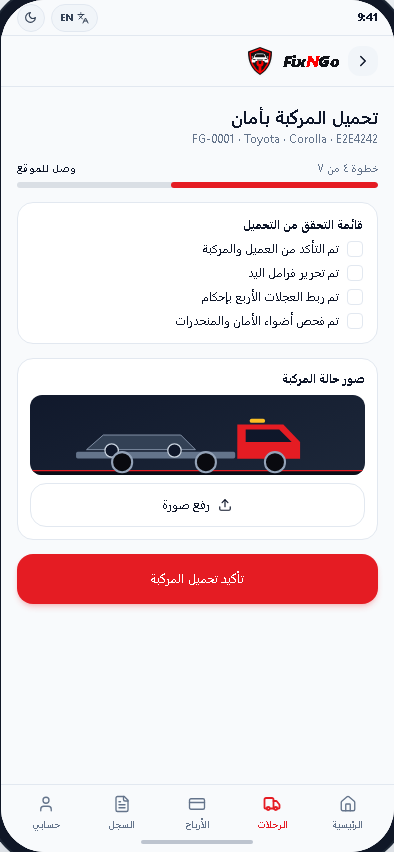 9:41
EN
FixNGo
تحميل المركبة بأمان
FG-0001 · Toyota · Corolla · E2E4242
خطوة ٤ من ٧
وصل للموقع
قائمة التحقق من التحميل
تم التأكد من العميل والمركبة
تم تحرير فرامل اليد
تم ربط العجلات الأربع بإحكام
تم فحص أضواء الأمان والمنحدرات
صور حالة المركبة
رفع صورة
تأكيد تحميل المركبة
الرئيسية
الرحلات
الأرباح
السجل
حسابي